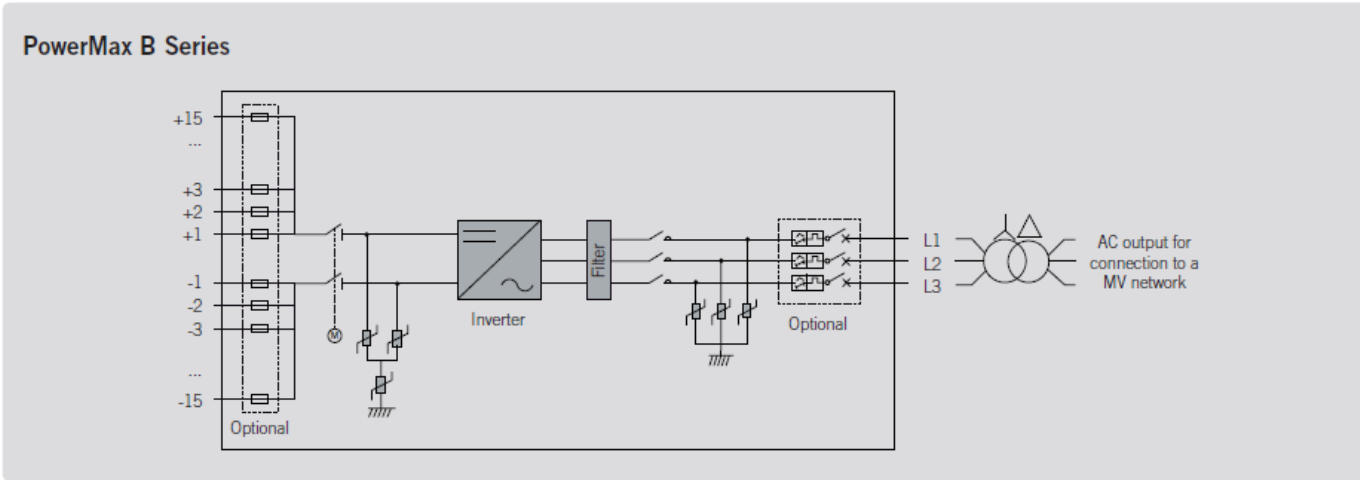 PowerMax B Series
+15
...
+3
+2
+1
-1
-2
-3
...
-15
Optional
M
Inverter
Filter
Optional
L1
L2
L3
AC output for
connection to a
MV network